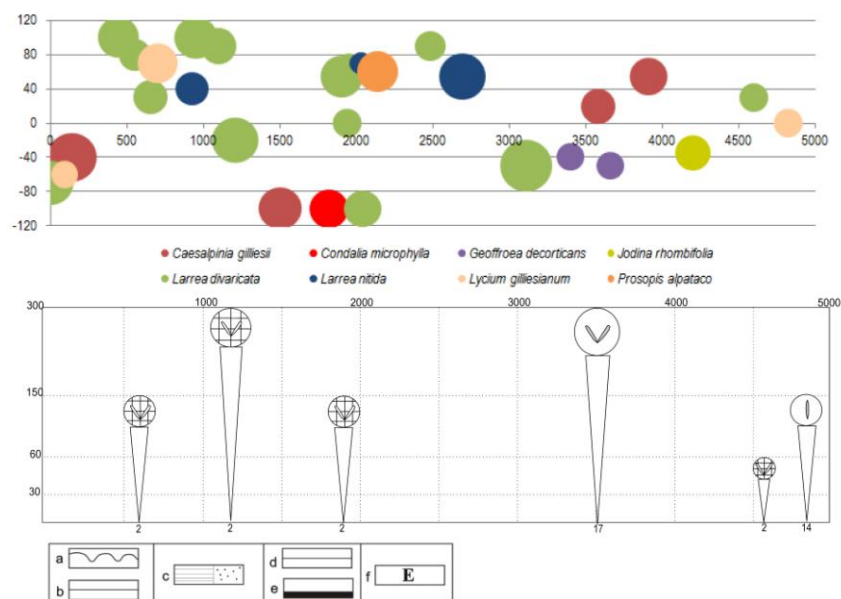 120
80
40
0
0 500 1000 1500 2000 2500 3000 3500 4000 4500 5000
-40
-80
-120
Caesalpinia gilliesii Condalia microphylla Geoffroea decorticans Jodina rhombifolia
Larrea divaricata Larrea nitida Lycium gilliesianum Prosopis alpataco
300 1000 2000 3000 4000 5000
150
60
30
2 2 2 17 2 14
a d
c f E
b e